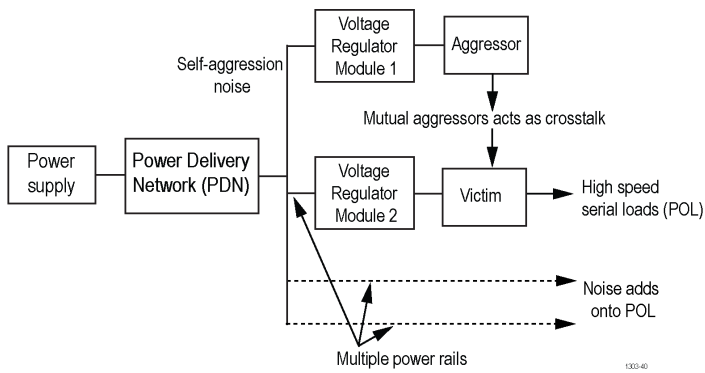 Voltage
Regulator
Module 1
Aggressor
Self-aggression
noise
Mutual aggressors acts as crosstalk
Power
supply
Power Delivery
Network (PDN)
Voltage
Regulator
Module 2
Victim
High speed
serial loads (POL)
Noise adds
onto POL
Multiple power rails
1303-40